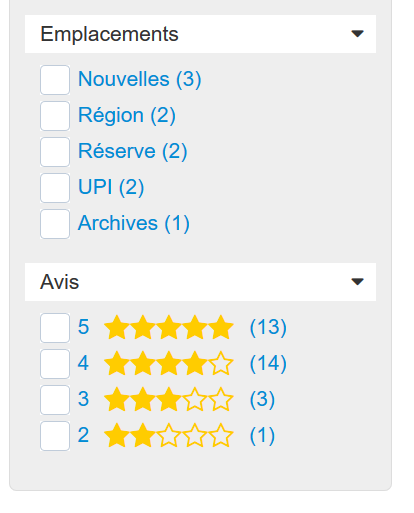 Emplacements
Nouvelles (3)
Région (2)
Réserve (2)
UPI (2)
Archives (1)
Avis
5 (13)
4 (14)
3 (3)
2 (1)